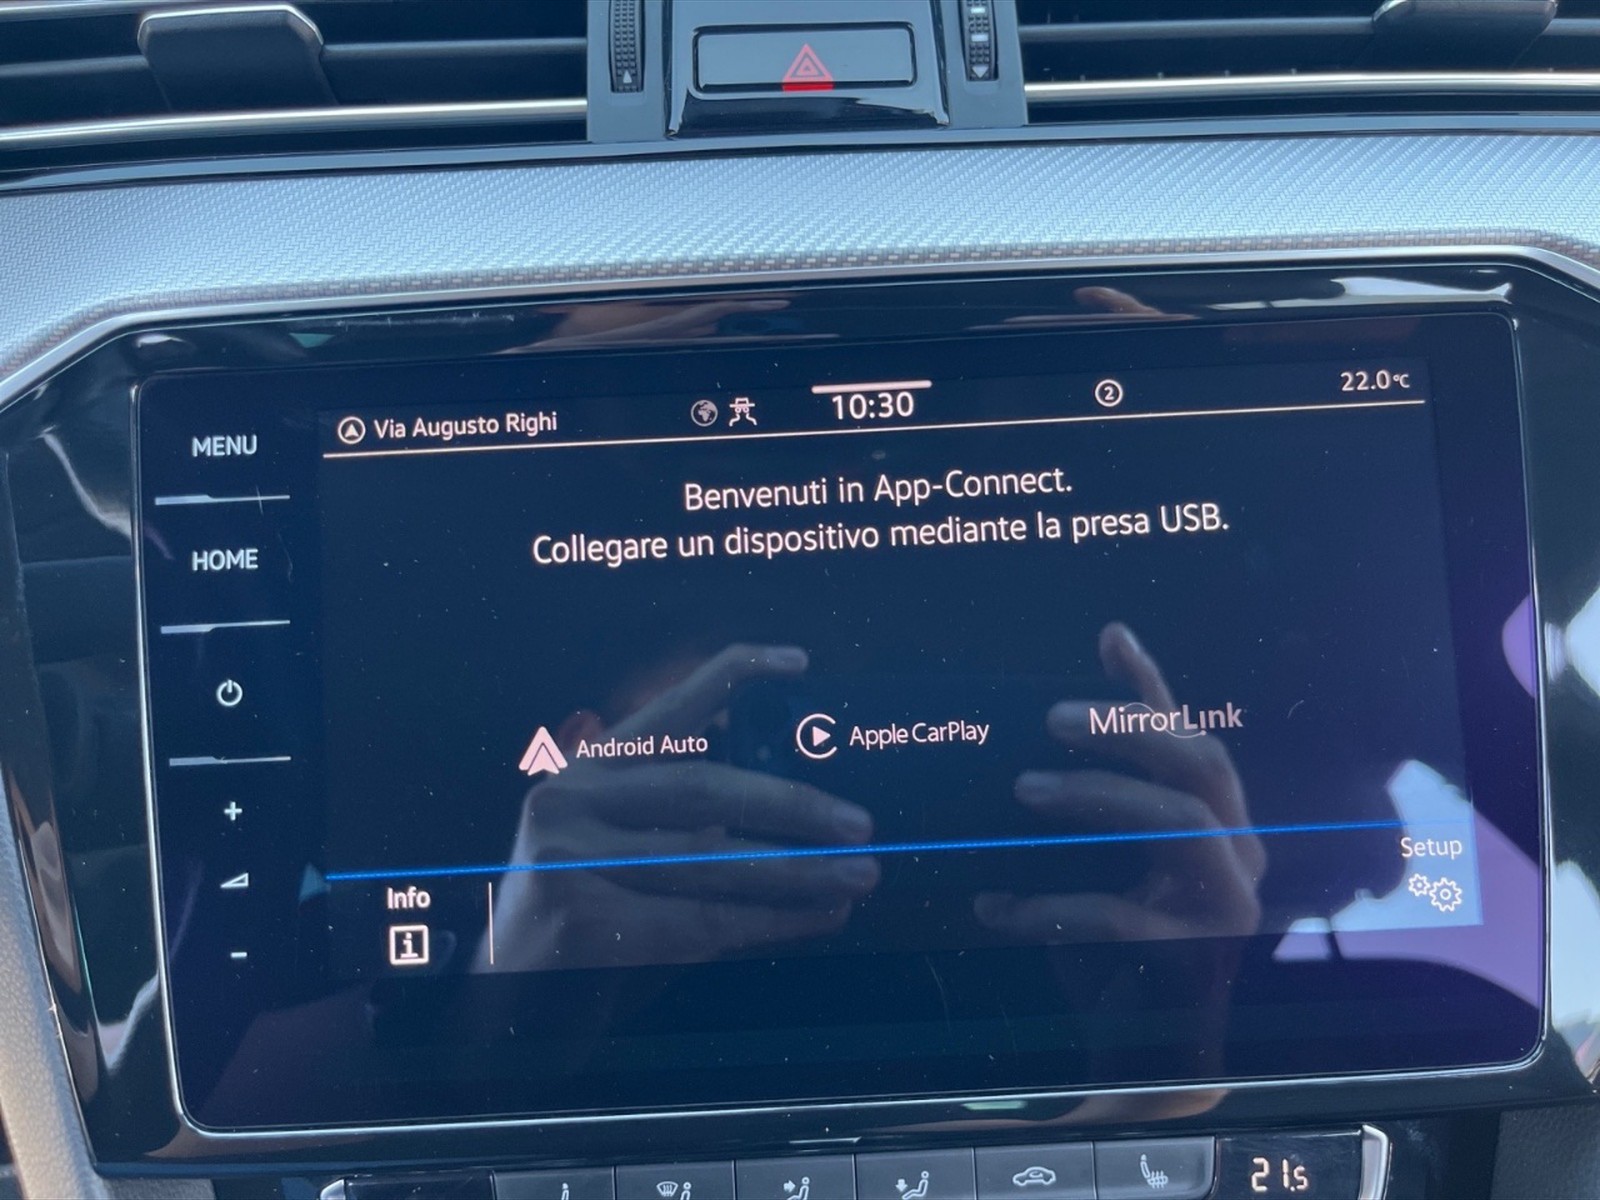 Via Augusto Righi
10:30
2
22.0°C
MENU
Benvenuti in App-Connect.
Collegare un dispositivo mediante la presa USB.
HOME
Android Auto
Apple CarPlay
MirrorLink
+
-
Setup
Info
i
21.5